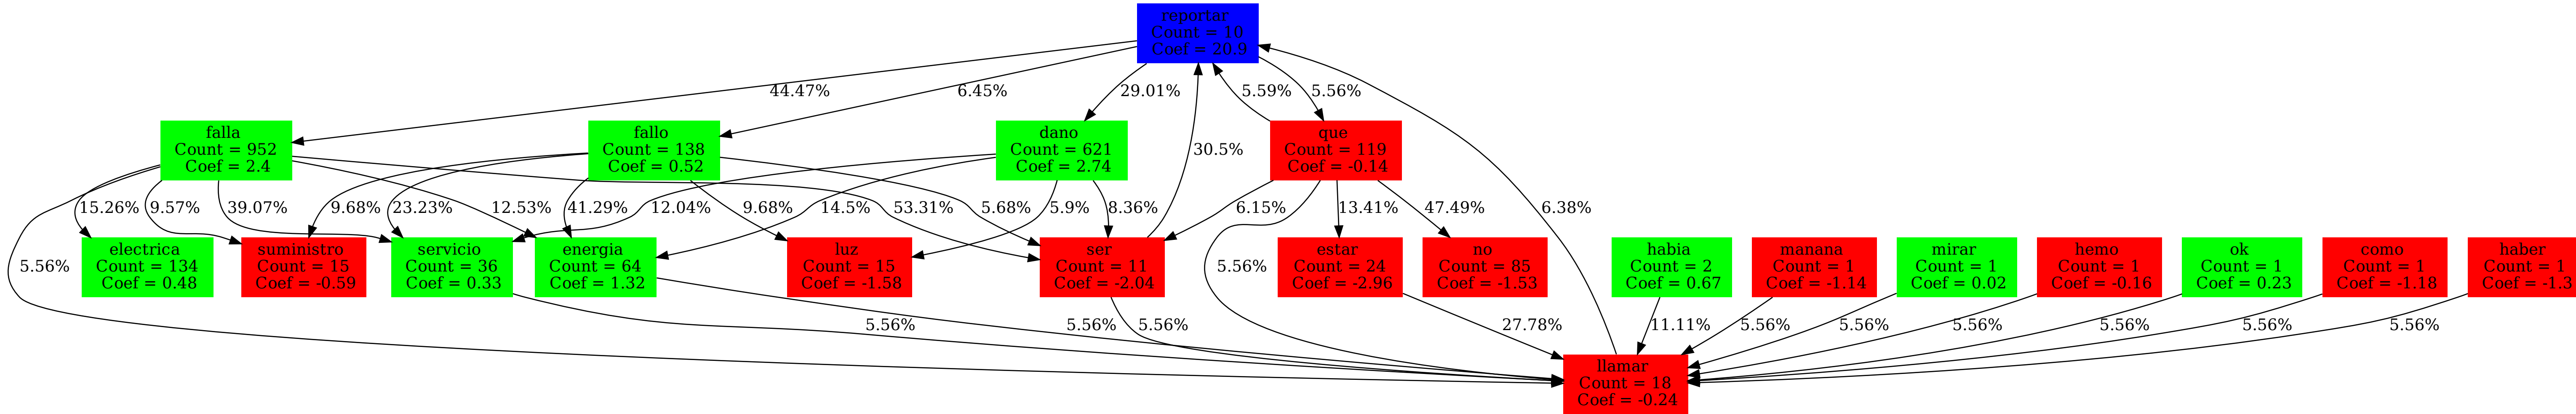 reportar
Count = 10
Coef = 20.9
44.47%
6.45%
29.01%
5.59%
5.56%
falla
Count = 952
Coef = 2.4
fallo
Count = 138
Coef = 0.52
dano
Count = 621
Coef = 2.74
que
Count = 119
Coef = -0.14
30.5%
5.56%
15.26%
9.57%
39.07%
9.68%
23.23%
12.53%
41.29%
12.04%
9.68%
14.5%
53.31%
5.68%
5.9%
8.36%
6.15%
5.56%
13.41%
47.49%
6.38%
electrica
Count = 134
Coef = 0.48
suministro
Count = 15
Coef = -0.59
servicio
Count = 36
Coef = 0.33
energia
Count = 64
Coef = 1.32
luz
Count = 15
Coef = -1.58
ser
Count = 11
Coef = -2.04
estar
Count = 24
Coef = -2.96
no
Count = 85
Coef = -1.53
habia
Count = 2
Coef = 0.67
manana
Count = 1
Coef = -1.14
mirar
Count = 1
Coef = 0.02
hemo
Count = 1
Coef = -0.16
ok
Count = 1
Coef = 0.23
como
Count = 1
Coef = -1.18
haber
Count = 1
Coef = -1.3
5.56%
5.56%
5.56%
27.78%
11.11%
5.56%
5.56%
5.56%
5.56%
5.56%
5.56%
llamar
Count = 18
Coef = -0.24